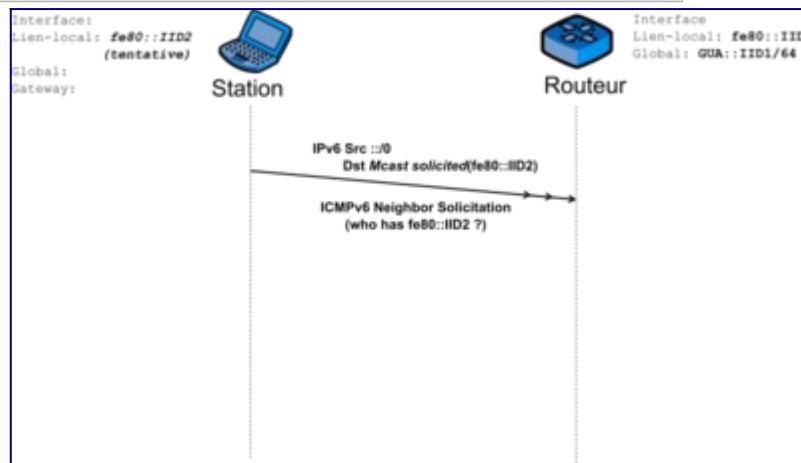 Interface:
Lien-local: fe80::IID2
(tentative)
Global:
Gateway:
Station
Routeur
Interface
Lien-local: fe80::IID
Global: GUA::IID1/64
IPv6 Src ::/0
Dst Mcast solicited(fe80::IID2)
ICMPv6 Neighbor Solicitation
(who has fe80::IID2 ?)